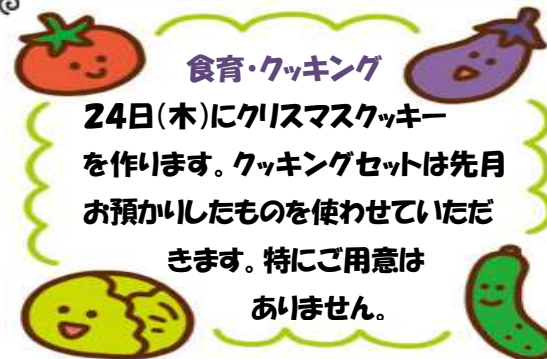 食育・クッキング
24日(木)にクリスマスクッキー
を作ります。クッキングセットは先月
お預かりしたものを使わせていただ
きます。特にご用意は
ありません。